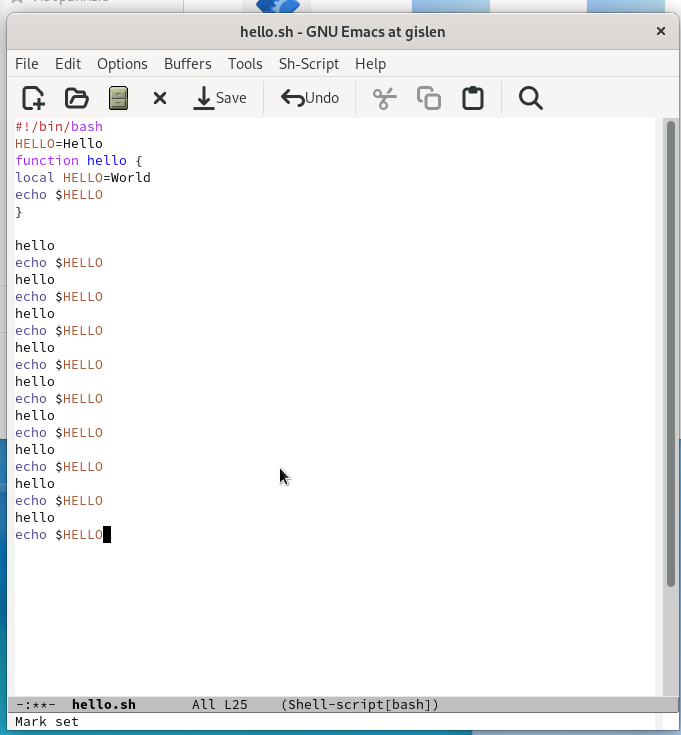 hello.sh - GNU Emacs at gislen
File Edit Options Buffers Tools Sh-Script Help
Save Undo
#!/bin/bash
HELLO=Hello
function hello {
local HELLO=World
echo $HELLO
}
hello
echo $HELLO
hello
echo $HELLO
hello
echo $HELLO
hello
echo $HELLO
hello
echo $HELLO
hello
echo $HELLO
hello
echo $HELLO
hello
echo $HELLO
hello
echo $HELLO
-:**- hello.sh All L25 (Shell-script[bash])
Mark set